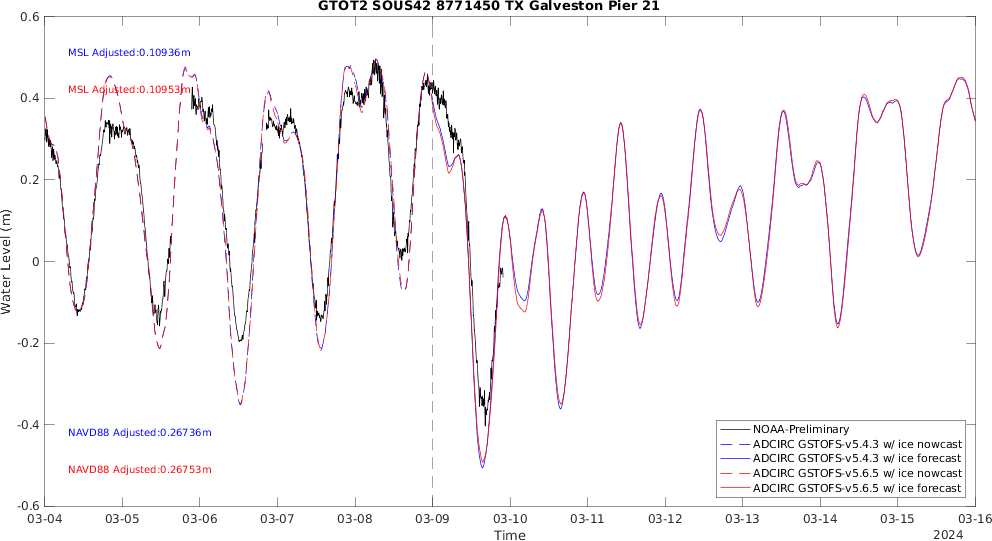 GTOT2 SOUS42 8771450 TX Galveston Pier 21
0.6
0.4
0.2
0
-0.2
-0.4
-0.6
Water Level (m)
MSL Adjusted:0.10936m
MSL Adjusted:0.10953m
NAVD88 Adjusted:0.26736m
NAVD88 Adjusted:0.26753m
NOAA-Preliminary
ADCIRC GSTOFS-v5.4.3 w/ ice nowcast
ADCIRC GSTOFS-v5.4.3 w/ ice forecast
ADCIRC GSTOFS-v5.6.5 w/ ice nowcast
ADCIRC GSTOFS-v5.6.5 w/ ice forecast
03-04 03-05 03-06 03-07 03-08 03-09 03-10 03-11 03-12 03-13 03-14 03-15 03-16
Time
2024